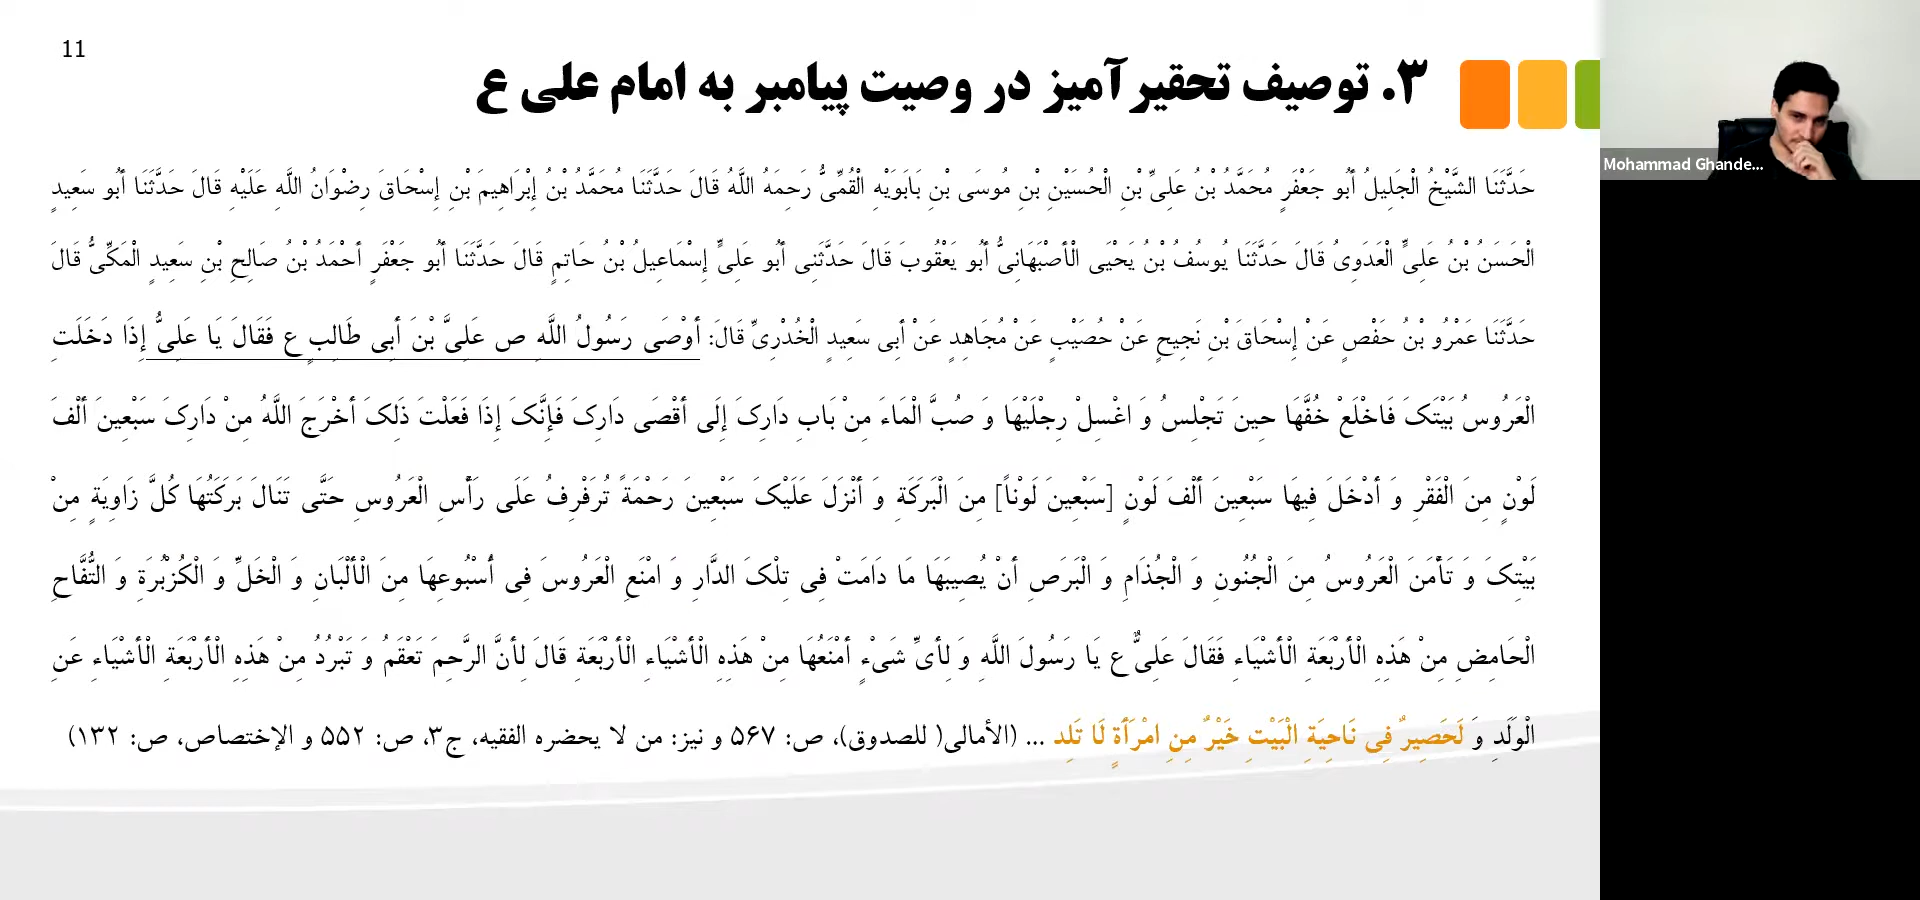 11
۳. توصیف تحقیرآمیز در وصیت پیامبر به امام علی ع
Mohammad Ghande...
حَدَّثَنَا الشَّيْخُ الْجَلِيلُ أَبُو جَعْفَرٍ مُحَمَّدُ بْنُ عَلِیِّ بْنِ الْحُسَيْنِ بْنِ مُوسَی بْنِ بَابَوَيْهِ الْقُمِّیُّ رَحِمَهُ اللَّهُ قَالَ حَدَّثَنَا مُحَمَّدُ بْنُ إِبْرَاهِيمَ بْنِ إِسْحَاقَ رِضْوَانُ اللَّهِ عَلَيْهِ قَالَ حَدَّثَنَا أَبُو سَعِيدٍ
الْحَسَنُ بْنُ عَلِیٍّ الْعَدَوِیُّ قَالَ حَدَّثَنَا يُوسُفُ بْنُ يَحْيَی الْأَصْبَهَانِیُّ أَبُو يَعْقُوبَ قَالَ حَدَّثَنِی أَبُو عَلِیٍّ إِسْمَاعِيلُ بْنُ حَاتِمٍ قَالَ حَدَّثَنَا أَبُو جَعْفَرٍ أَحْمَدُ بْنُ صَالِحِ بْنِ سَعِيدٍ الْمَکِّیُّ قَالَ
حَدَّثَنَا عَمْرُو بْنُ حَفْصٍ عَنْ إِسْحَاقَ بْنِ نَجِيحٍ عَنْ حُصَيْبٍ عَنْ مُجَاهِدٍ عَنْ أَبِی سَعِيدٍ الْخُدْرِیِّ قَالَ: أَوْصَی رَسُولُ اللَّهِ ص عَلِیَّ بْنَ أَبِی طَالِبٍ ع فَقَالَ يَا عَلِیُّ إِذَا دَخَلَتِ
الْعَرُوسُ بَيْتَکَ فَاخْلَعْ خُفَّهَا حِينَ تَجْلِسُ وَ اغْسِلْ رِجْلَيْهَا وَ صُبَّ الْمَاءَ مِنْ بَابِ دَارِکَ إِلَی أَقْصَی دَارِکَ فَإِنَّکَ إِذَا فَعَلْتَ ذَلِکَ أَخْرَجَ اللَّهُ مِنْ دَارِکَ سَبْعِينَ أَلْفَ
لَوْنٍ مِنَ الْفَقْرِ وَ أَدْخَلَ فِيهَا سَبْعِينَ أَلْفَ لَوْنٍ [سَبْعِينَ لَوْناً] مِنَ الْبَرَکَةِ وَ أَنْزَلَ عَلَيْکَ سَبْعِينَ رَحْمَةً تُرَفْرِفُ عَلَی رَأْسِ الْعَرُوسِ حَتَّی تَنَالَ بَرَکَتُهَا کُلَّ زَاوِيَةٍ مِنْ
بَيْتِکَ وَ تَأْمَنَ الْعَرُوسُ مِنَ الْجُنُونِ وَ الْجُذَامِ وَ الْبَرَصِ أَنْ يُصِيبَهَا مَا دَامَتْ فِی تِلْکَ الدَّارِ وَ امْنَعِ الْعَرُوسَ فِی أُسْبُوعِهَا مِنَ الْأَلْبَانِ وَ الْخَلِّ وَ الْکُزْبُرَةِ وَ التُّفَّاحِ
الْحَامِضِ مِنْ هَذِهِ الْأَرْبَعَةِ الْأَشْيَاءِ فَقَالَ عَلِیٌّ ع يَا رَسُولَ اللَّهِ وَ لِأَیِّ شَیْءٍ أَمْنَعُهَا مِنْ هَذِهِ الْأَشْيَاءِ الْأَرْبَعَةِ قَالَ لِأَنَّ الرَّحِمَ تَعْقَمُ وَ تَبْرُدُ مِنْ هَذِهِ الْأَرْبَعَةِ الْأَشْيَاءِ عَنِ
الْوَلَدِ وَ لَحَصِيرٌ فِی نَاحِيَةِ الْبَيْتِ خَيْرٌ مِنِ امْرَأَةٍ لَا تَلِد ... (الأمالی( للصدوق)، ص: ۵۶۷ و نیز: من لا يحضره الفقيه، ج۳، ص: ۵۵۲ و الإختصاص، ص: ۱۳۲)